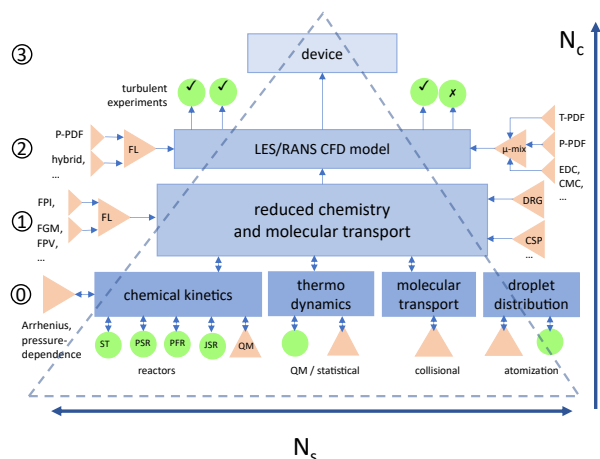 ③
device
N_c
turbulent
experiments
✓
✓
✓
✗
T-PDF
②
P-PDF
hybrid,
...
FL
LES/RANS CFD model
μ-mix
P-PDF
EDC,
CMC,
...
①
FPI,
FGM,
FPV,
...
FL
reduced chemistry
and molecular transport
DRG
CSP
...
⓪
chemical kinetics
thermo
dynamics
molecular
transport
droplet
distribution
Arrhenius,
pressure-
dependence
ST
PSR
PFR
JSR
QM
reactors
QM / statistical
collisional
atomization
N_s